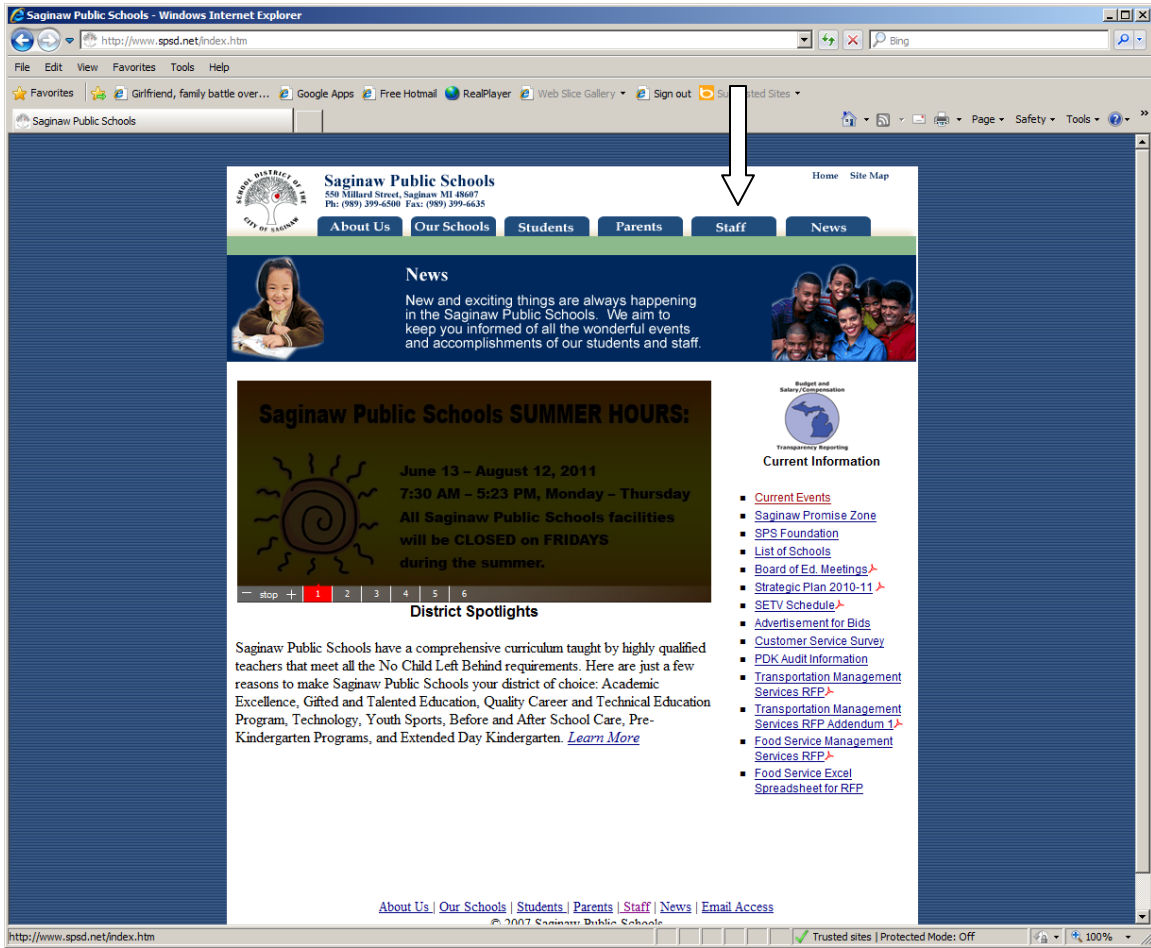 Saginaw Public Schools - Windows Internet Explorer
http://www.spsd.net/index.htm
Bing
File Edit View Favorites Tools Help
Favorites Girlfriend, family battle over... Google Apps Free Hotmail RealPlayer Web Slice Gallery Sign out Su sted Sites
Saginaw Public Schools Page Safety Tools »
SCHOOL DISTRICT OF THE CITY OF SAGINAW
Saginaw Public Schools
550 Millard Street, Saginaw MI 48607
Ph: (989) 399-6500 Fax: (989) 399-6635
Home Site Map
About Us Our Schools Students Parents Staff News
News
New and exciting things are always happening
in the Saginaw Public Schools. We aim to
keep you informed of all the wonderful events
and accomplishments of our students and staff.
Saginaw Public Schools SUMMER HOURS:
June 13 – August 12, 2011
7:30 AM – 5:23 PM, Monday – Thursday
All Saginaw Public Schools facilities
will be CLOSED on FRIDAYS
during the summer.
— stop + 1 2 3 4 5 6
District Spotlights
Saginaw Public Schools have a comprehensive curriculum taught by highly qualified
teachers that meet all the No Child Left Behind requirements. Here are just a few
reasons to make Saginaw Public Schools your district of choice: Academic
Excellence, Gifted and Talented Education, Quality Career and Technical Education
Program, Technology, Youth Sports, Before and After School Care, Pre-
Kindergarten Programs, and Extended Day Kindergarten. Learn More
Budget and
Salary/Compensation
Transparency Reporting
Current Information
Current Events
Saginaw Promise Zone
SPS Foundation
List of Schools
Board of Ed. Meetings
Strategic Plan 2010-11
SETV Schedule
Advertisement for Bids
Customer Service Survey
PDK Audit Information
Transportation Management
Services RFP
Transportation Management
Services RFP Addendum 1
Food Service Management
Services RFP
Food Service Excel
Spreadsheet for RFP
About Us | Our Schools | Students | Parents | Staff | News | Email Access
© 2007 Saginaw Public Schools
http://www.spsd.net/index.htm Trusted sites | Protected Mode: Off 100%